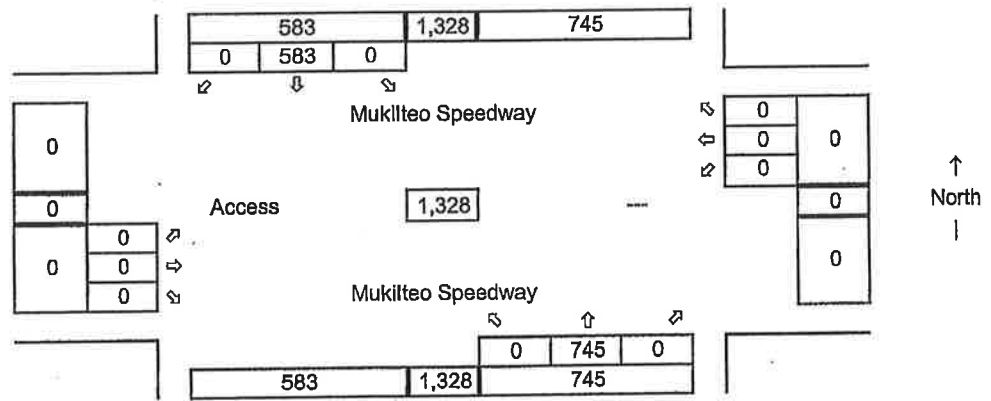 583 1,328 745
0 583 0
⬃ ⇩ ⬂
Mukilteo Speedway
⬁ 0
0 ⇦ 0 0
⬃ 0
↑
0 Access 1,328 ---- 0 North
|
0 ⬀
0 0 ⇨ 0
0 ⬂
Mukilteo Speedway
⬁ ⇧ ⬀
0 745 0
583 1,328 745